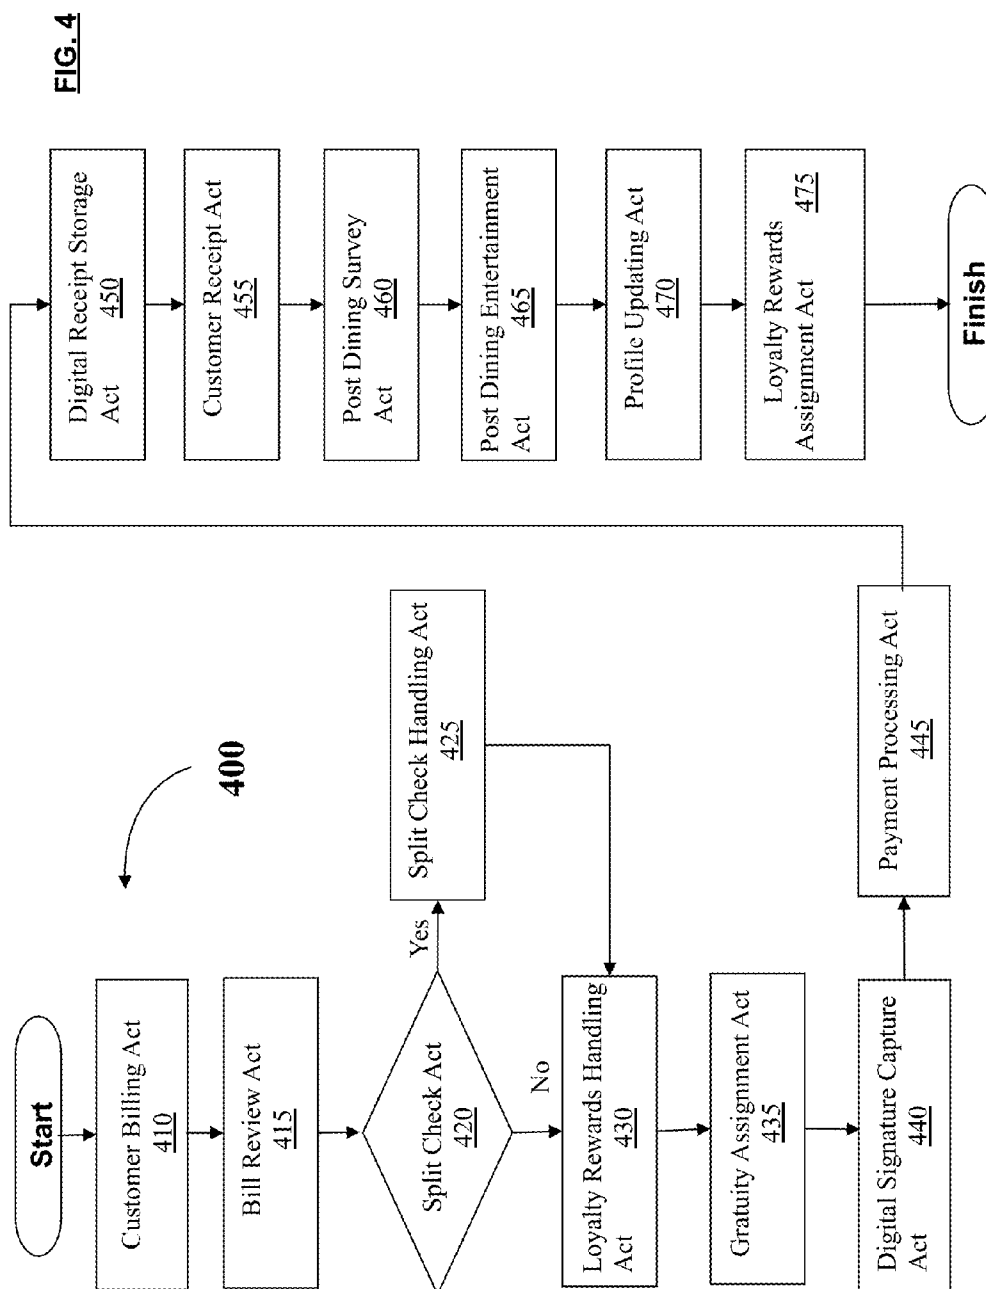 FIG. 4
400
Start
Customer Billing Act
410
Bill Review Act
415
Split Check Act
420
Yes
No
Split Check Handling Act
425
Loyalty Rewards Handling
Act
430
Gratuity Assignment Act
435
Digital Signature Capture
Act
440
Payment Processing Act
445
Digital Receipt Storage
Act
450
Customer Receipt Act
455
Post Dining Survey
Act
460
Post Dining Entertainment
Act
465
Profile Updating Act
470
Loyalty Rewards
Assignment Act
475
Finish